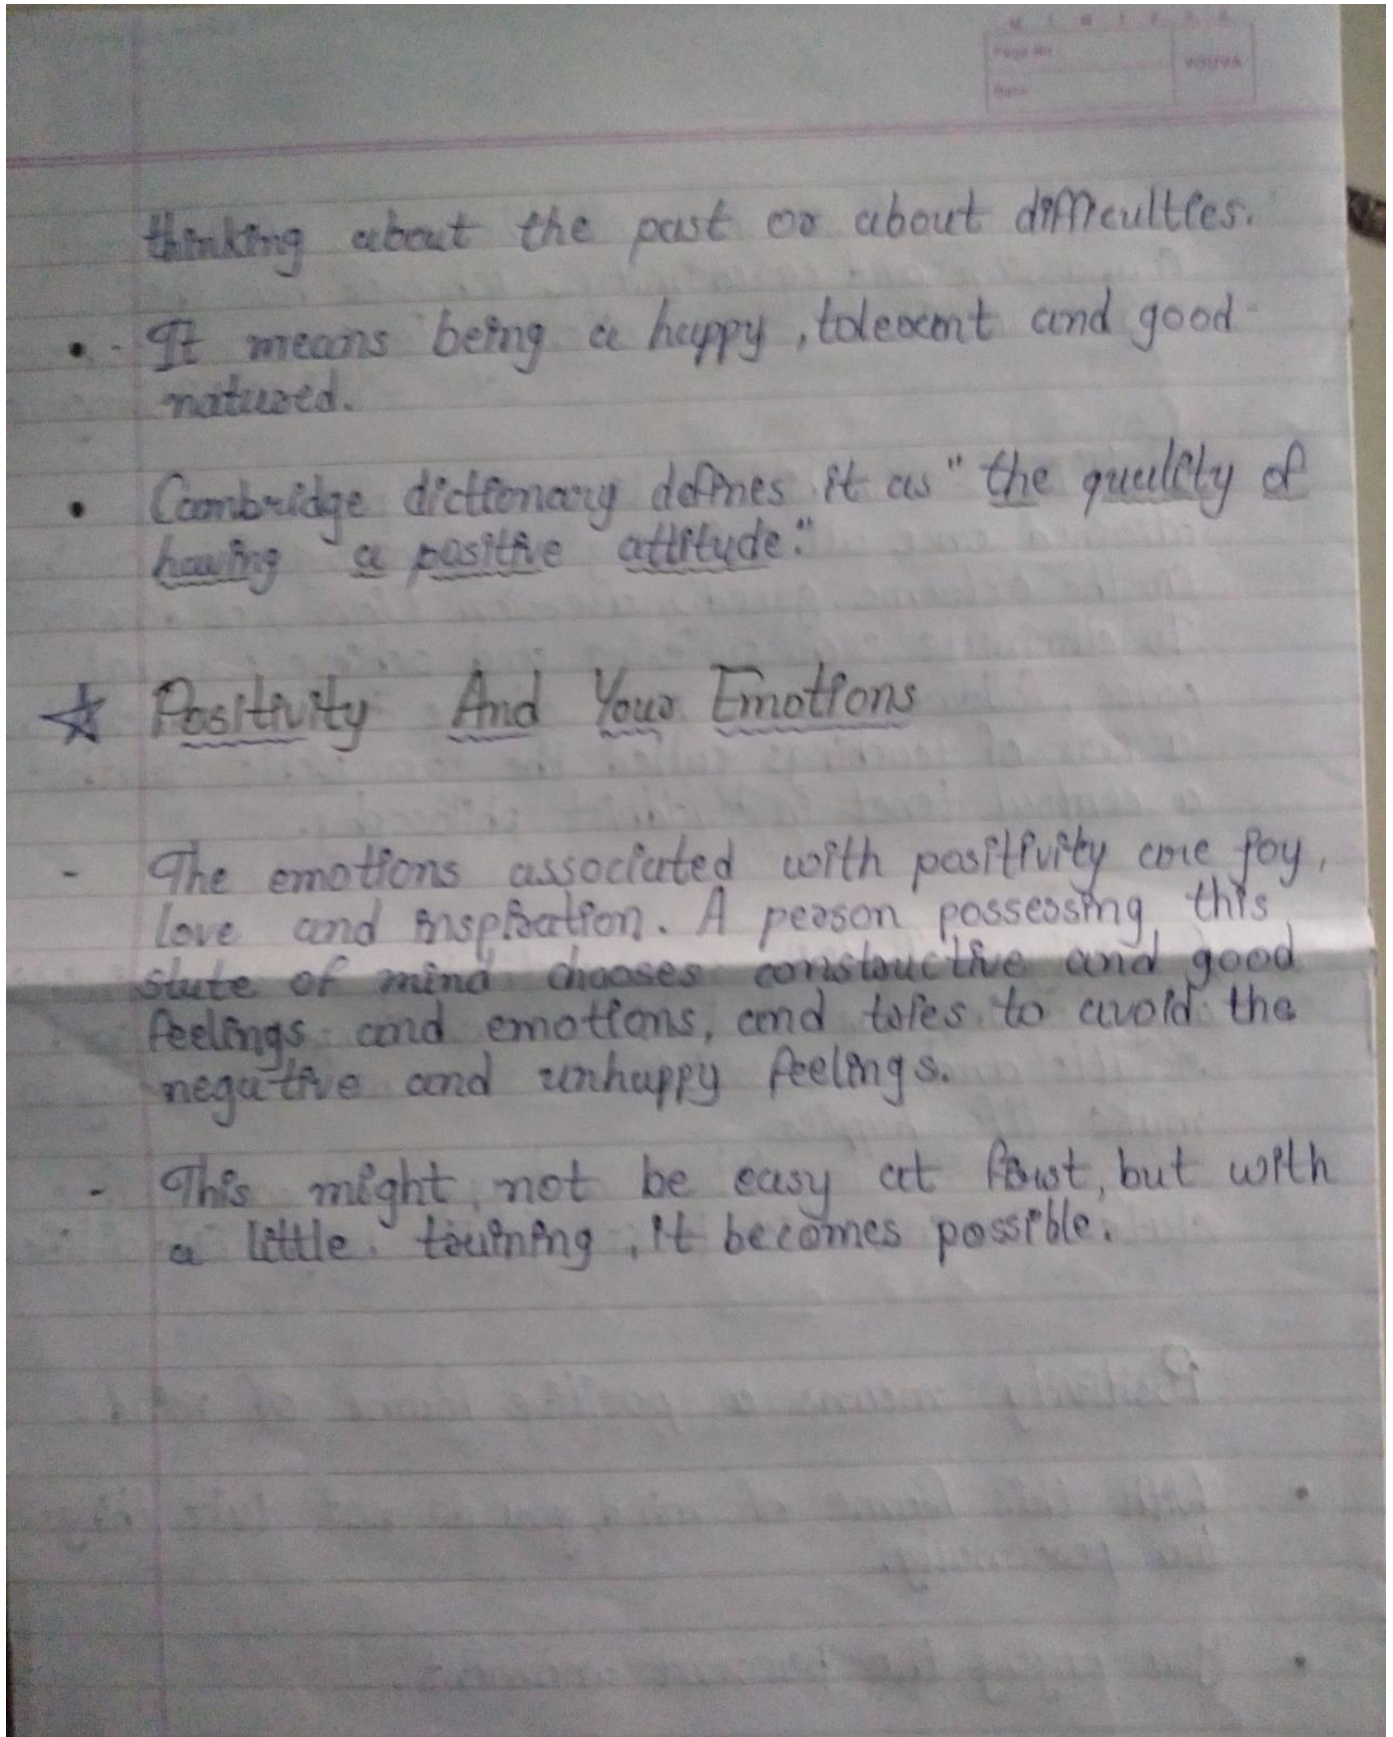 Page No.
Date
YOUVA
thinking about the past or about difficulties.
• - It means being a happy, tolerant and good-
natured.
• Cambridge dictionary defines it as "the quality of
having a positive attitude."
☆ Positivity And Your Emotions
- The emotions associated with positivity are joy,
love and inspiration. A person possessing this
state of mind chooses constructive and good
feelings and emotions, and tries to avoid the
negative and unhappy feelings.
- This might not be easy at first, but with
a little training, it becomes possible.